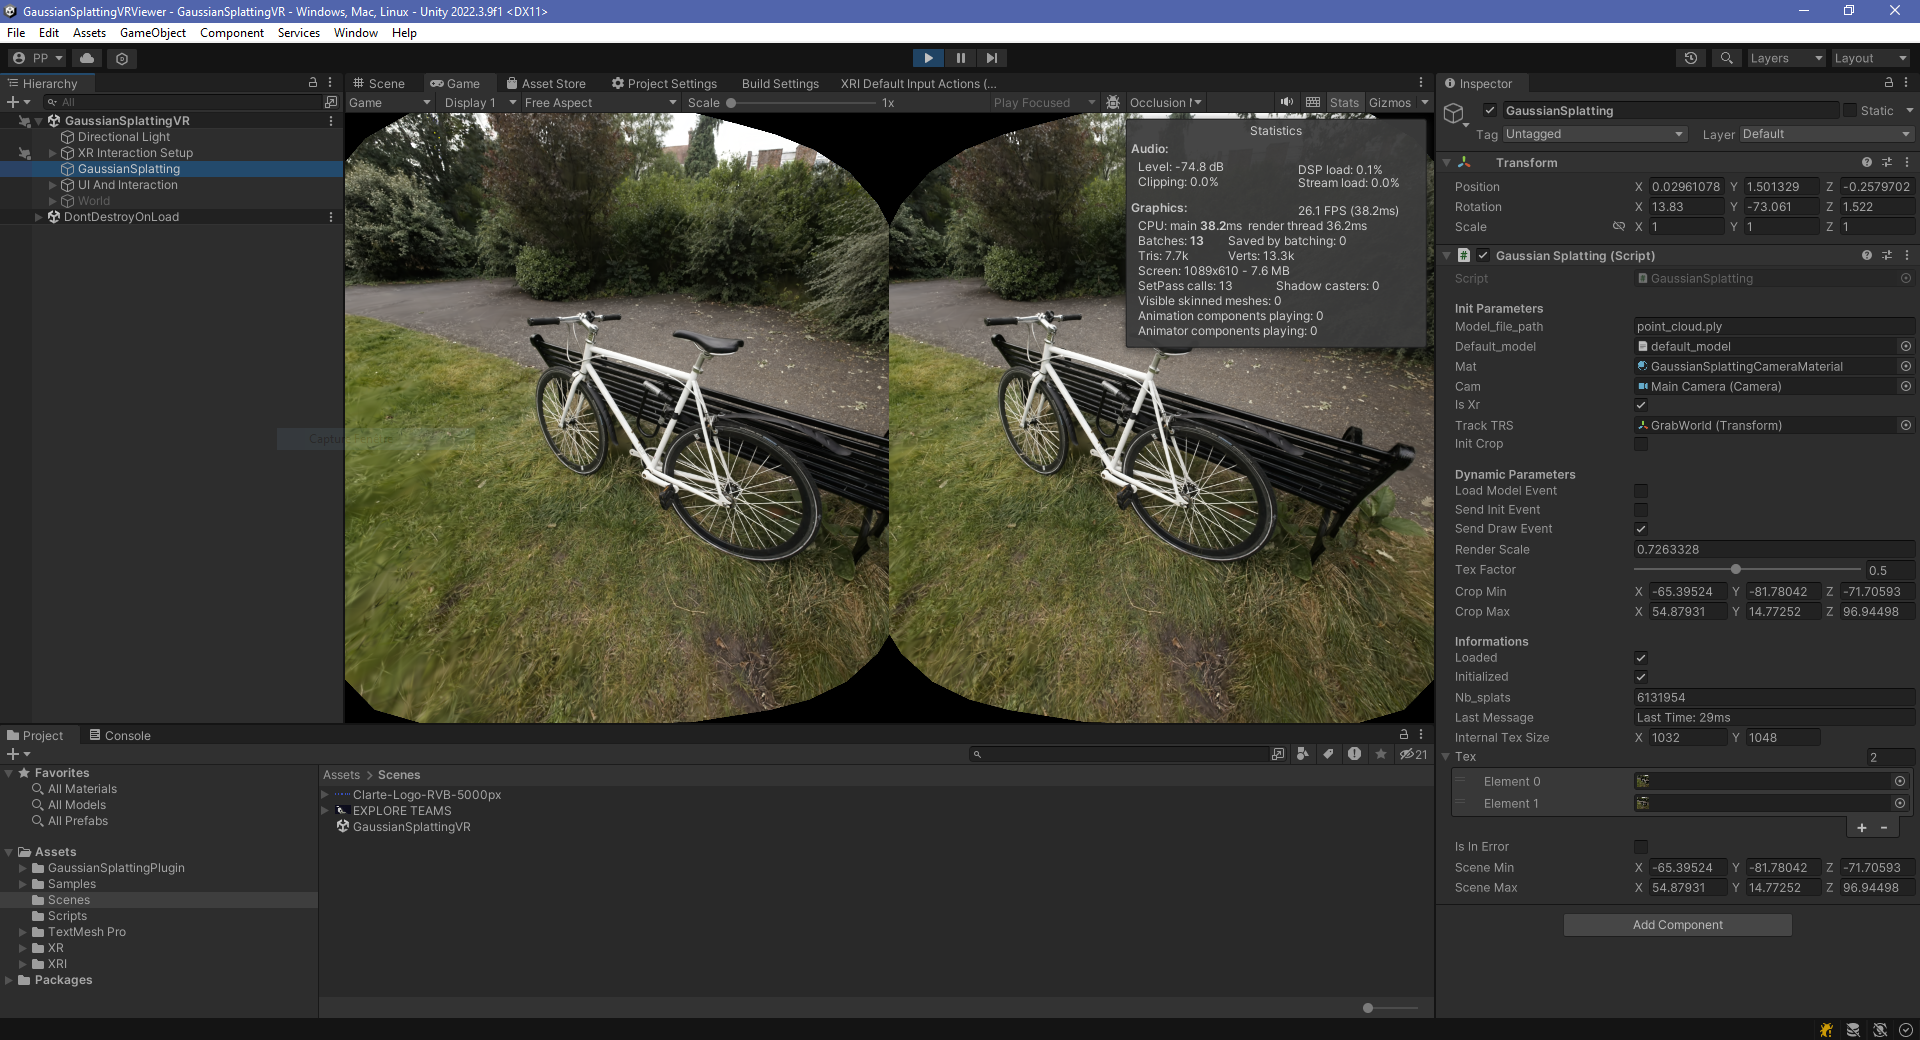 GaussianSplattingVRViewer - GaussianSplattingVR - Windows, Mac, Linux - Unity 2022.3.9f1 <DX11>
File Edit Assets GameObject Component Services Window Help
PP Layers Layout
Hierarchy
All
GaussianSplattingVR
Directional Light
XR Interaction Setup
GaussianSplatting
UI And Interaction
World
DontDestroyOnLoad
Scene Game Asset Store Project Settings Build Settings XRI Default Input Actions (...
Game Display 1 Free Aspect Scale 1x Play Focused Occlusion Stats Gizmos
Statistics
Audio:
Level: -74.8 dB DSP load: 0.1%
Clipping: 0.0% Stream load: 0.0%
Graphics: 26.1 FPS (38.2ms)
CPU: main 38.2ms render thread 36.2ms
Batches: 13 Saved by batching: 0
Tris: 7.7k Verts: 13.3k
Screen: 1089x610 - 7.6 MB
SetPass calls: 13 Shadow casters: 0
Visible skinned meshes: 0
Animation components playing: 0
Animator components playing: 0
Inspector
GaussianSplatting Static
Tag Untagged Layer Default
Transform
Position X 0.02961078 Y 1.501329 Z -0.2579702
Rotation X 13.83 Y -73.061 Z 1.522
Scale X 1 Y 1 Z 1
# Gaussian Splatting (Script)
Script GaussianSplatting
Init Parameters
Model_file_path point_cloud.ply
Default_model default_model
Mat GaussianSplattingCameraMaterial
Cam Main Camera (Camera)
Is Xr
Track TRS GrabWorld (Transform)
Init Crop
Dynamic Parameters
Load Model Event
Send Init Event
Send Draw Event
Render Scale 0.7263328
Tex Factor 0.5
Crop Min X -65.39524 Y -81.78042 Z -71.70593
Crop Max X 54.87931 Y 14.77252 Z 96.94498
Informations
Loaded
Initialized
Nb_splats 6131954
Last Message Last Time: 29ms
Internal Tex Size X 1032 Y 1048
Tex 2
Element 0
Element 1
+ -
Is In Error
Scene Min X -65.39524 Y -81.78042 Z -71.70593
Scene Max X 54.87931 Y 14.77252 Z 96.94498
Add Component
Project Console
21
Favorites
All Materials
All Models
All Prefabs
Assets
GaussianSplattingPlugin
Samples
Scenes
Scripts
TextMesh Pro
XR
XRI
Packages
Assets > Scenes
Clarte-Logo-RVB-5000px
EXPLORE TEAMS
GaussianSplattingVR